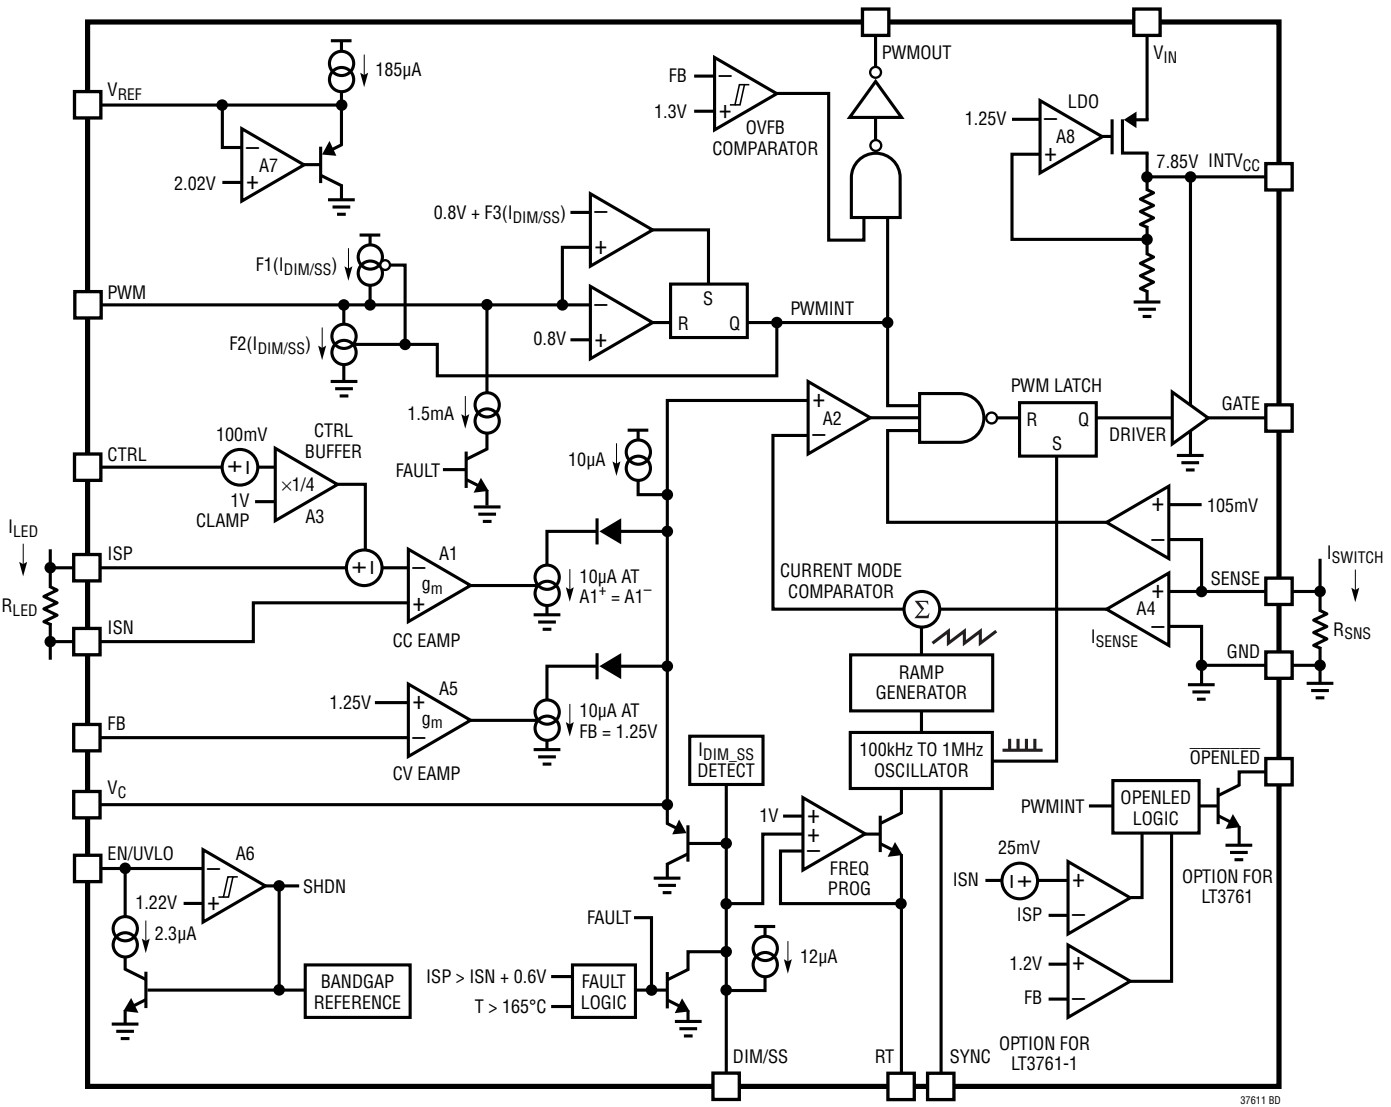 PWMOUT
V_IN
V_REF
185µA
A7
2.02V
FB
1.3V
OVFB
COMPARATOR
LDO
1.25V
A8
7.85V
INTV_CC
0.8V + F3(I_DIM/SS)
F1(I_DIM/SS)
PWM
F2(I_DIM/SS)
0.8V
S
R
Q
PWMINT
1.5mA
FAULT
100mV
CTRL
BUFFER
CTRL
×1/4
1V
CLAMP
A3
10µA
A2
PWM LATCH
R
Q
S
DRIVER
GATE
105mV
I_LED
ISP
R_LED
ISN
A1
g_m
CC EAMP
10µA AT
A1⁺ = A1⁻
CURRENT MODE
COMPARATOR
Σ
A4
I_SENSE
SENSE
I_SWITCH
R_SNS
GND
RAMP
GENERATOR
1.25V
A5
g_m
FB
CV EAMP
10µA AT
FB = 1.25V
I_DIM_SS
DETECT
100kHz TO 1MHz
OSCILLATOR
V_C
1V
FREQ
PROG
OPENLED
PWMINT
OPENLED
LOGIC
25mV
ISN
ISP
OPTION FOR
LT3761
1.2V
FB
OPTION FOR
LT3761-1
EN/UVLO
A6
1.22V
SHDN
2.3µA
BANDGAP
REFERENCE
FAULT
ISP > ISN + 0.6V
T > 165°C
FAULT
LOGIC
12µA
DIM/SS
RT
SYNC
37611 BD